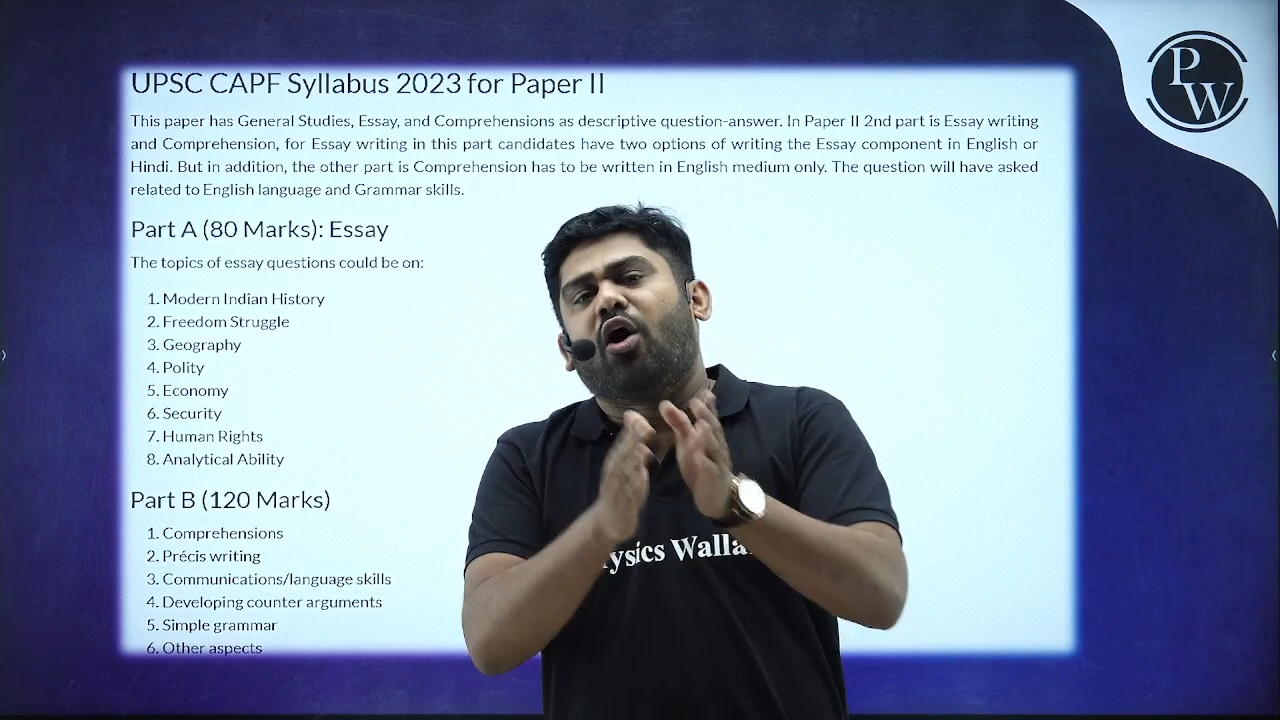 UPSC CAPF Syllabus 2023 for Paper II
This paper has General Studies, Essay, and Comprehensions as descriptive question-answer. In Paper II 2nd part is Essay writing
and Comprehension, for Essay writing in this part candidates have two options of writing the Essay component in English or
Hindi. But in addition, the other part is Comprehension has to be written in English medium only. The question will have asked
related to English language and Grammar skills.
Part A (80 Marks): Essay
The topics of essay questions could be on:
1. Modern Indian History
2. Freedom Struggle
3. Geography
4. Polity
5. Economy
6. Security
7. Human Rights
8. Analytical Ability
Part B (120 Marks)
1. Comprehensions
2. Précis writing
3. Communications/language skills
4. Developing counter arguments
5. Simple grammar
6. Other aspects
PW
ysics Walla